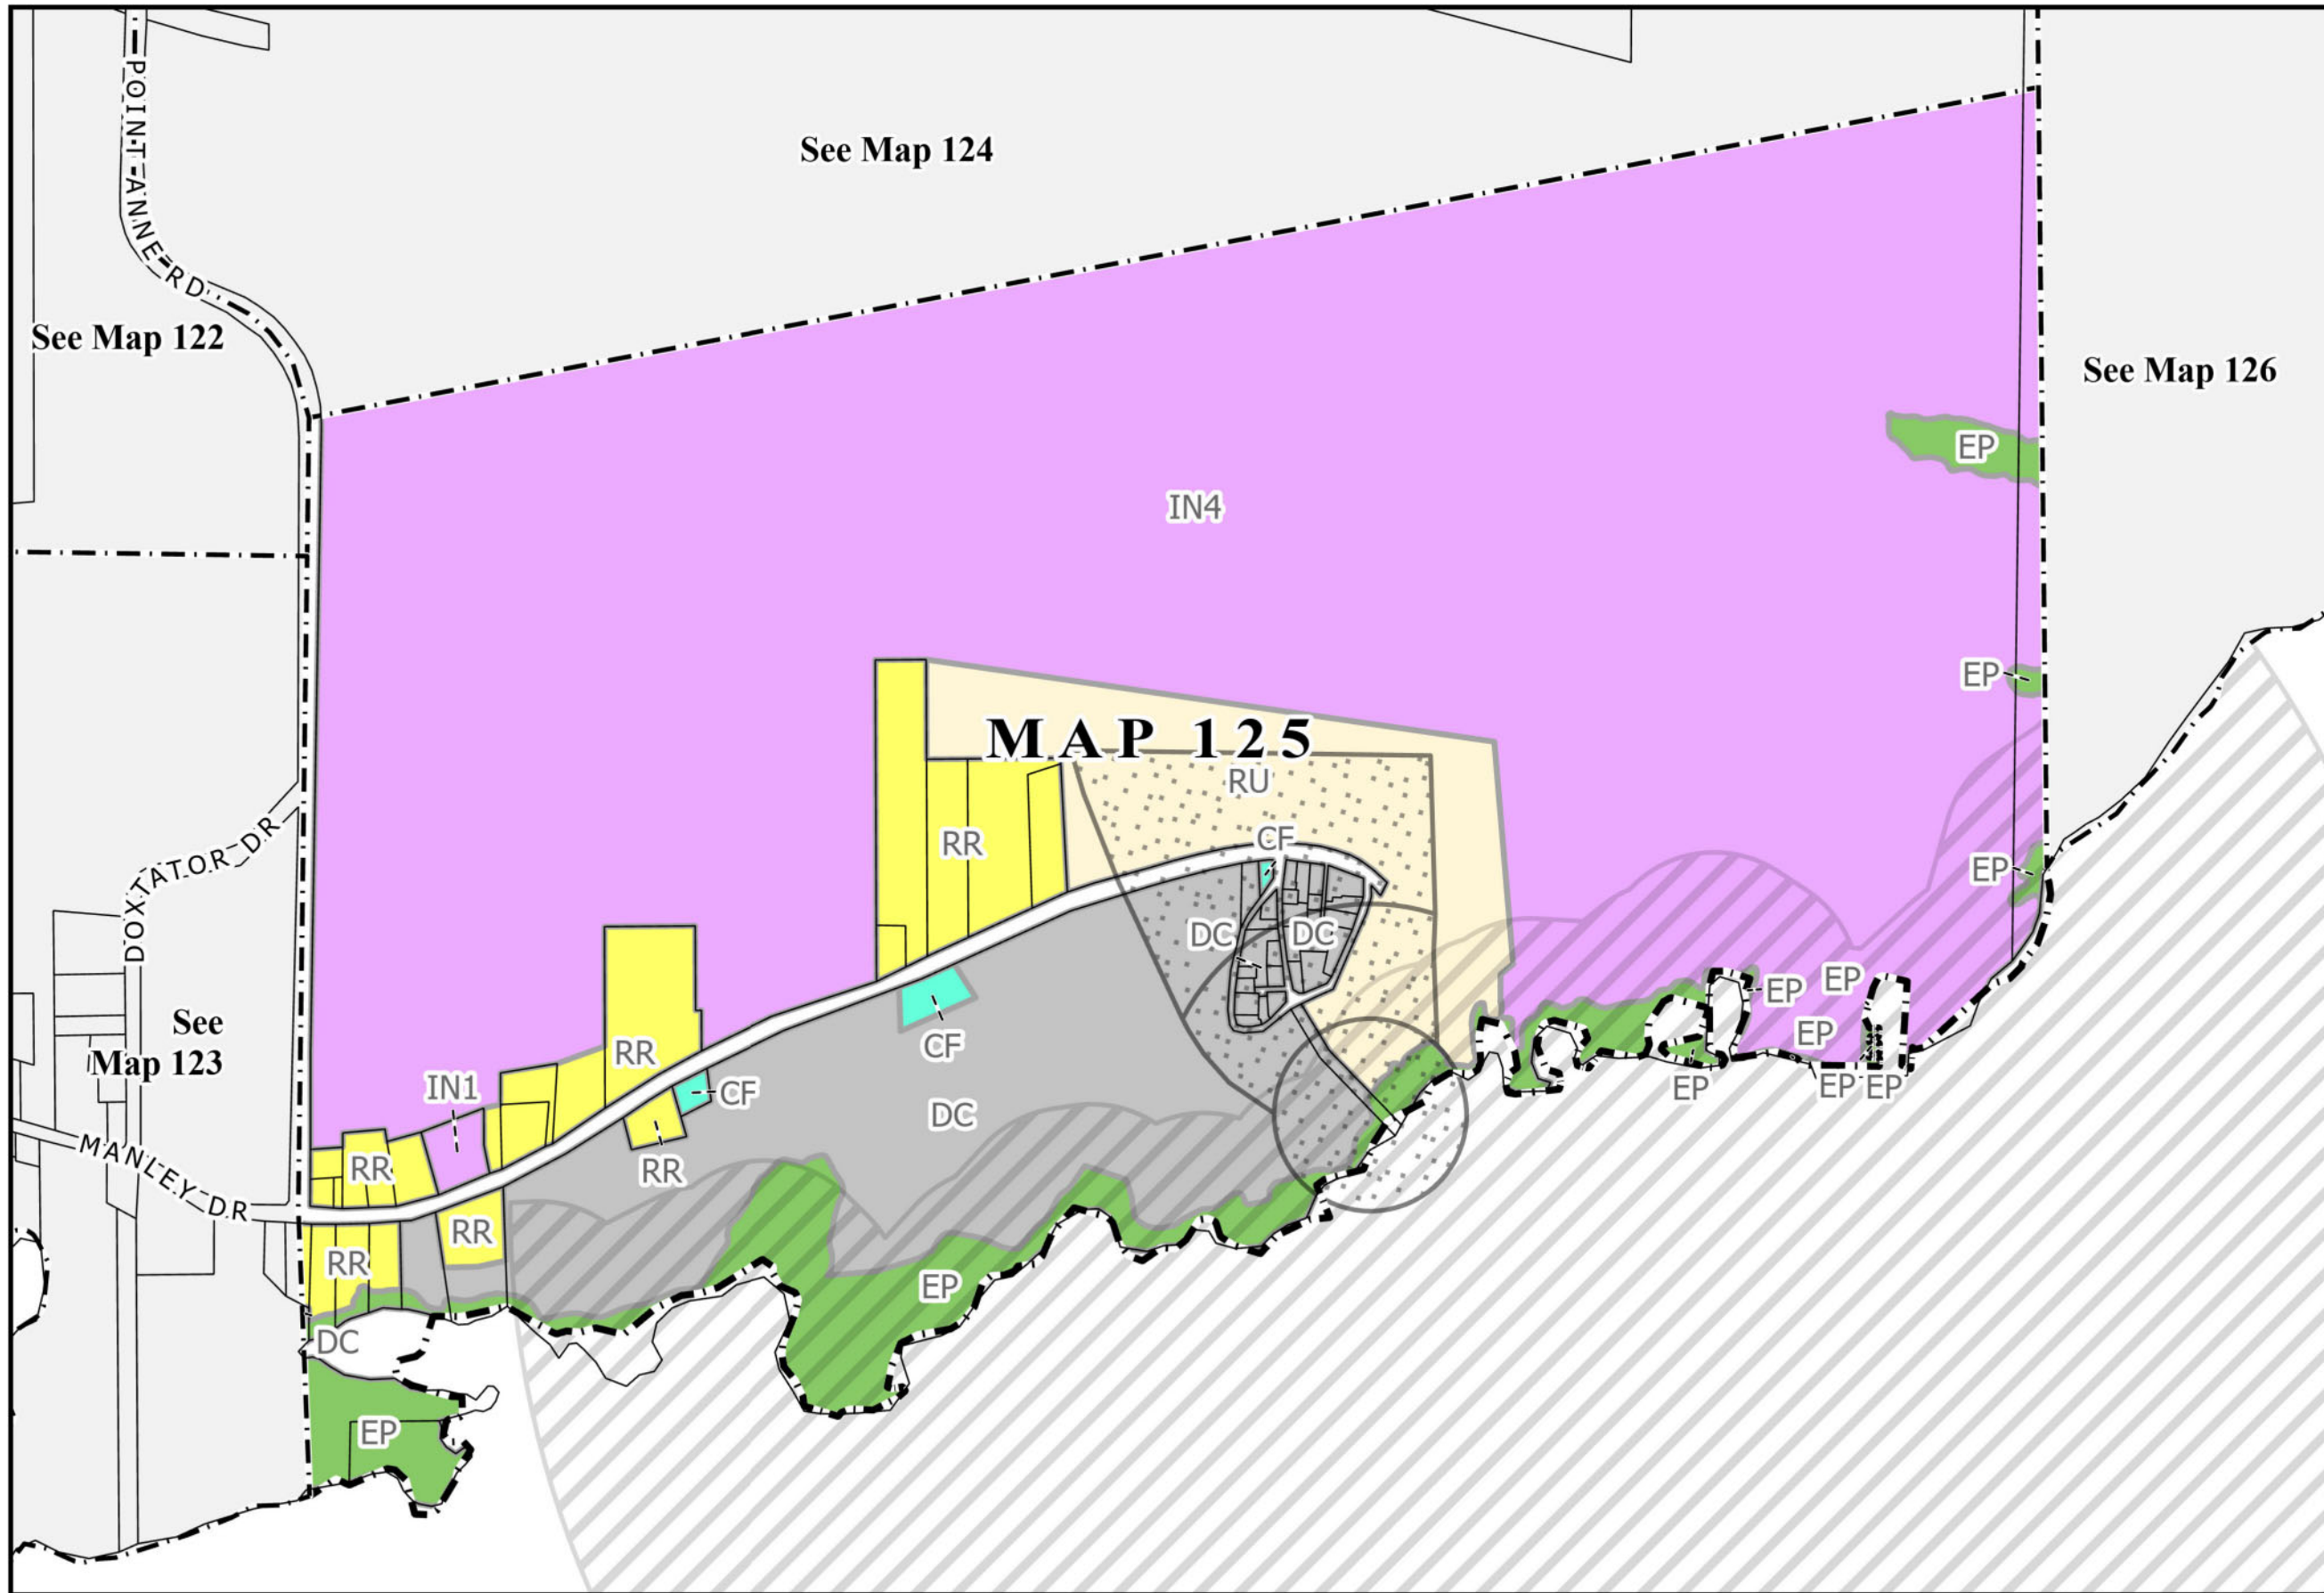 POINT ANNE RD
See Map 124
See Map 122
See Map 126
EP
IN4
EP
MAP 125
RU
CF
RR
DOXTATOR DR
EP
DC
DC
EP
EP
EP
See
Map 123
CF
RR
IN1
CF
EP
EP
EP
DC
MANLEY DR
RR
RR
RR
RR
EP
DC
EP